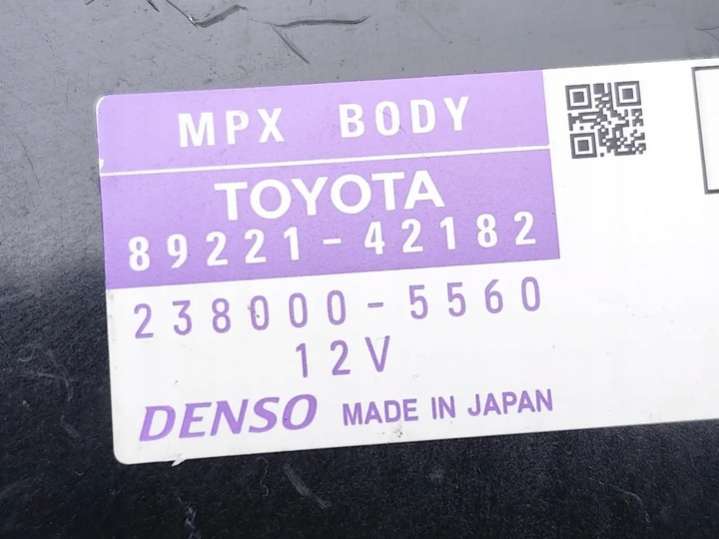 MPX BODY
TOYOTA
89221-42182
238000-5560
12V
DENSO MADE IN JAPAN